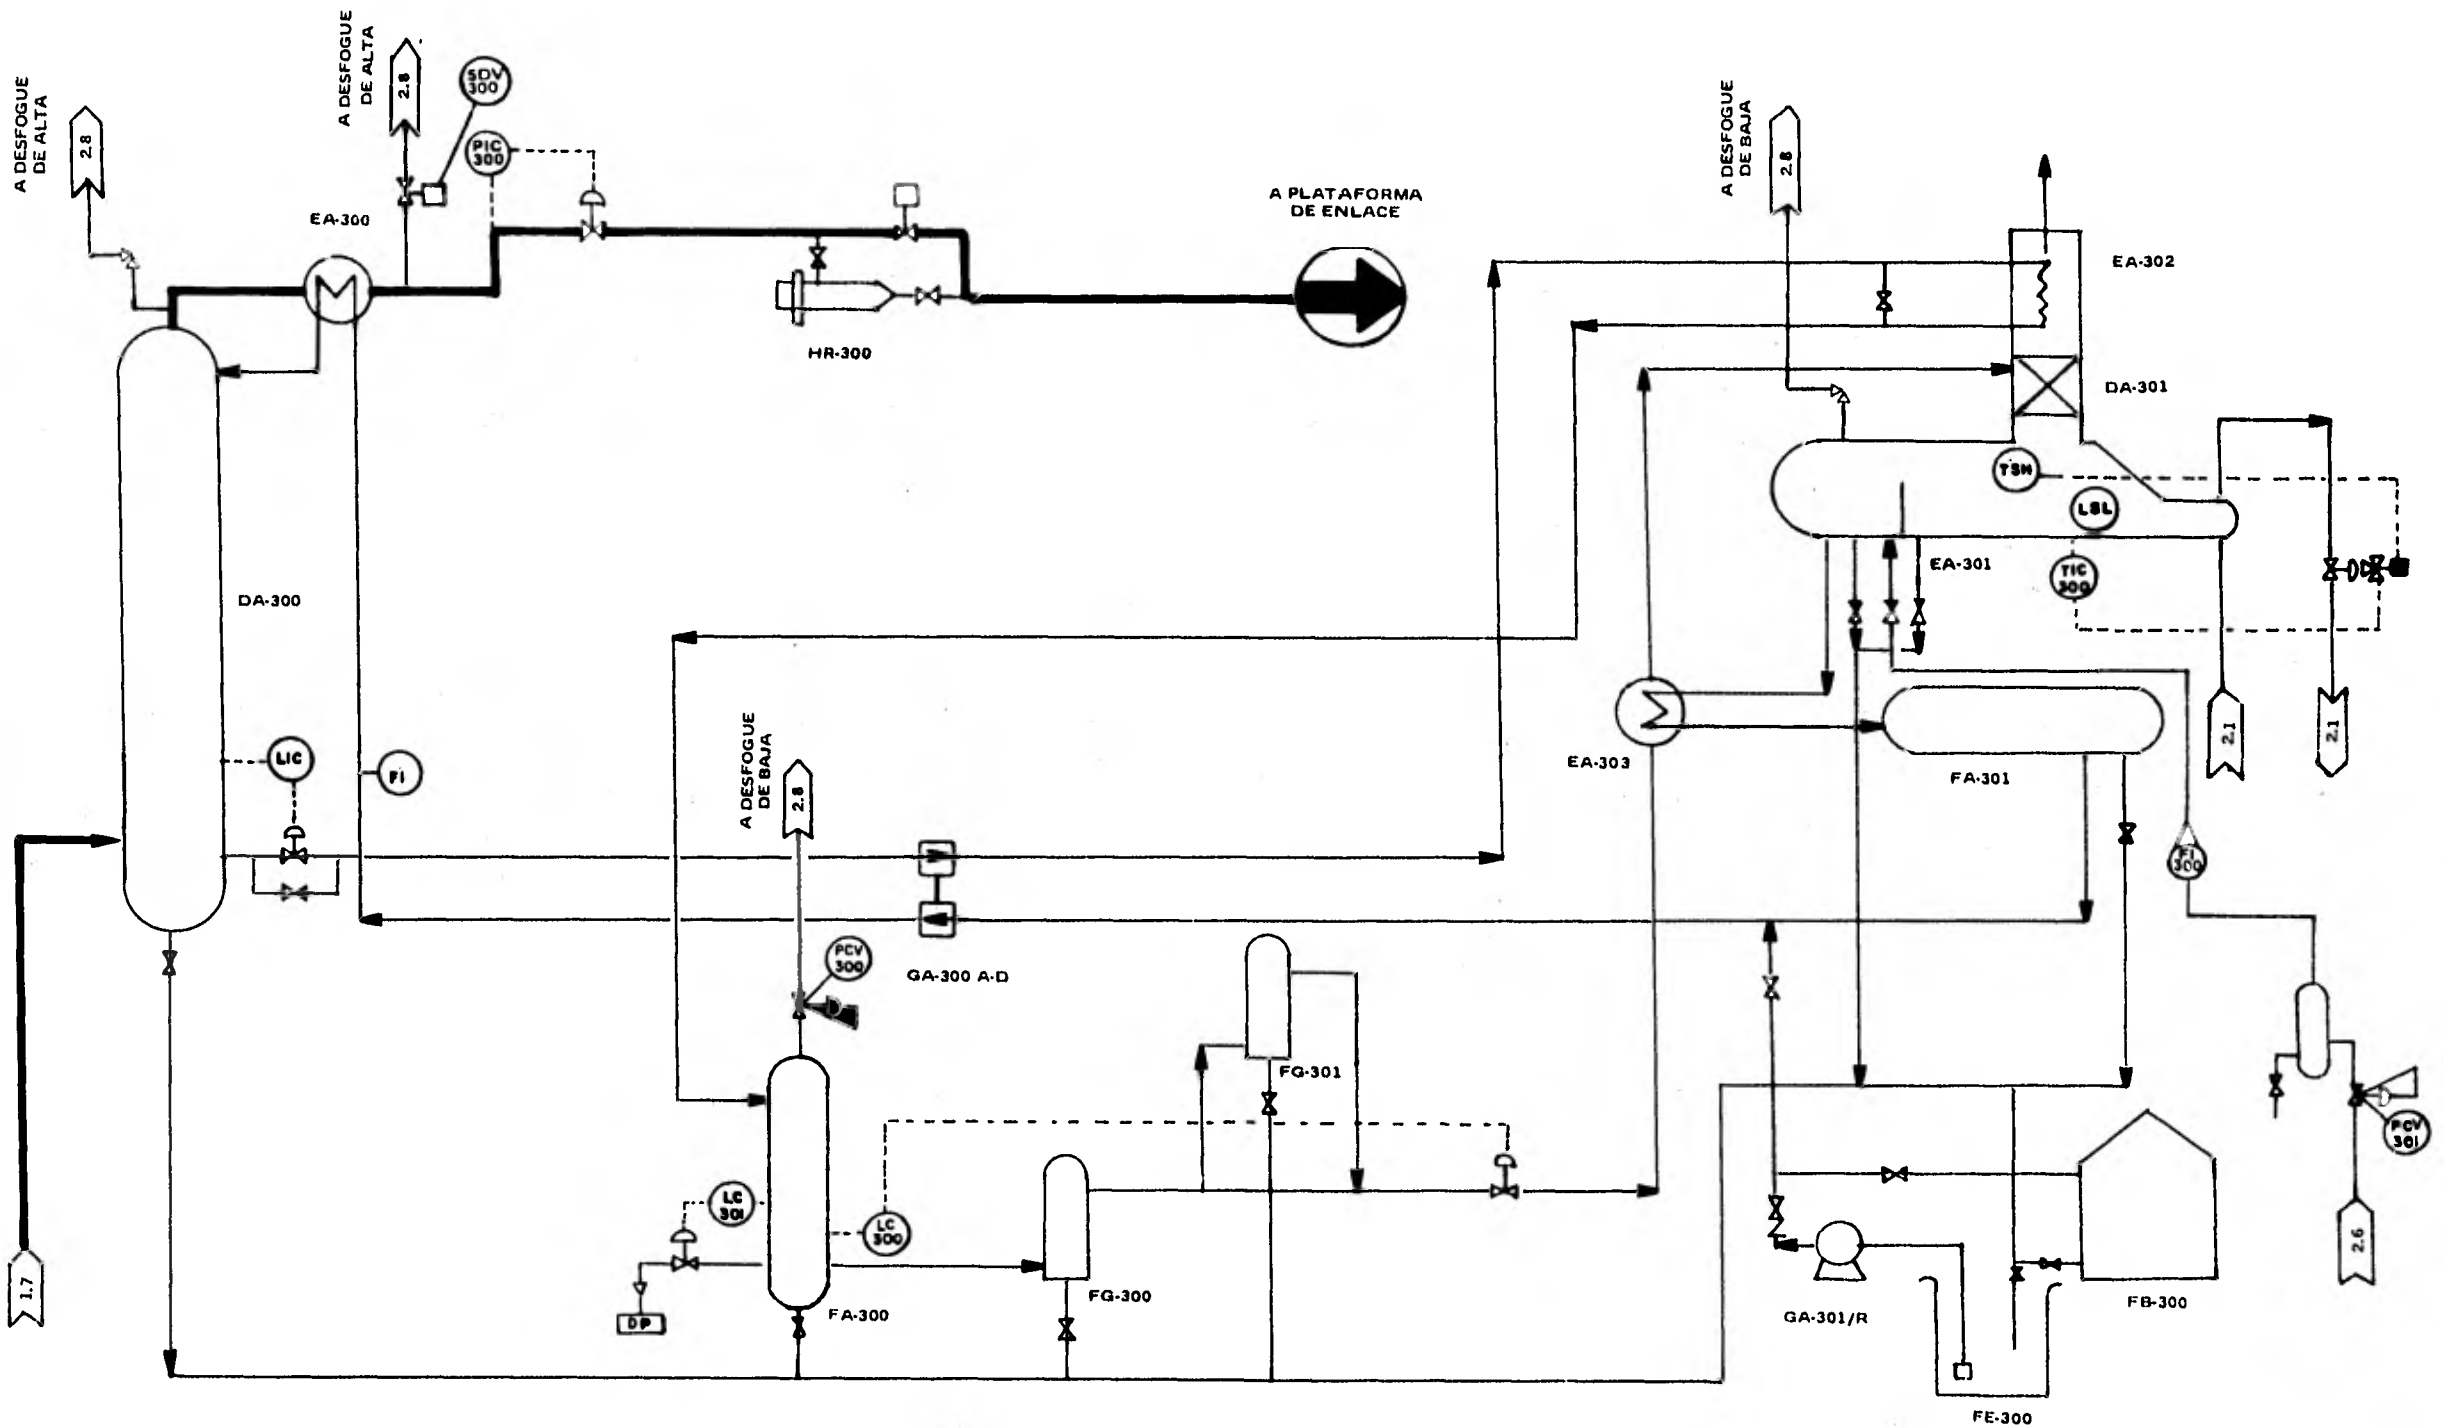 A DESFOGUE
DE ALTA
2.8
A DESFOGUE
DE ALTA
2.8
SDV
300
PIC
300
EA-300
HR-300
A PLATAFORMA
DE ENLACE
A DESFOGUE
DE BAJA
2.8
EA-302
DA-301
TSH
LSL
EA-301
TIC
300
2.1
2.1
DA-300
LIC
FI
A DESFOGUE
DE BAJA
2.8
EA-303
FA-301
FI
300
GA-300 A-D
PCV
300
FG-301
PCV
301
LC
301
LC
300
FA-300
FG-300
DP
1.7
GA-301/R
FB-300
FE-300
2.6